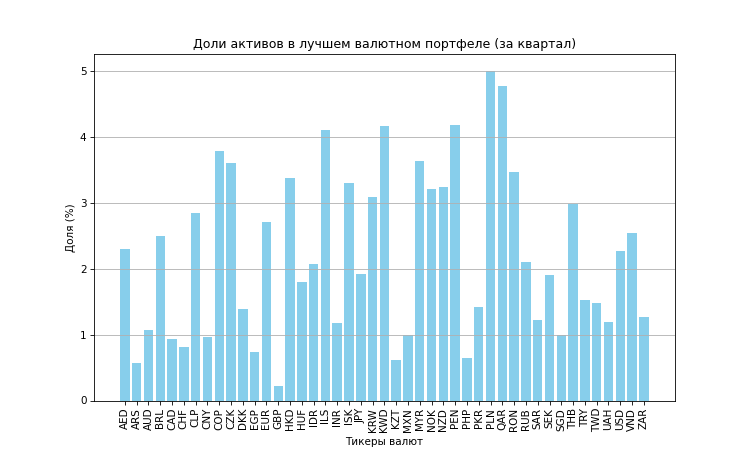 Доли активов в лучшем валютном портфеле (за квартал)
Доля (%)
5
4
3
2
1
0
AED ARS AUD BRL CAD CHF CLP CNY COP CZK DKK EGP EUR GBP HKD HUF IDR ILS INR ISK JPY KRW KWD KZT MXN MYR NOK NZD PEN PHP PKR PLN QAR RON RUB SAR SEK SGD THB TRY TWD UAH USD VND ZAR
Тикеры валют